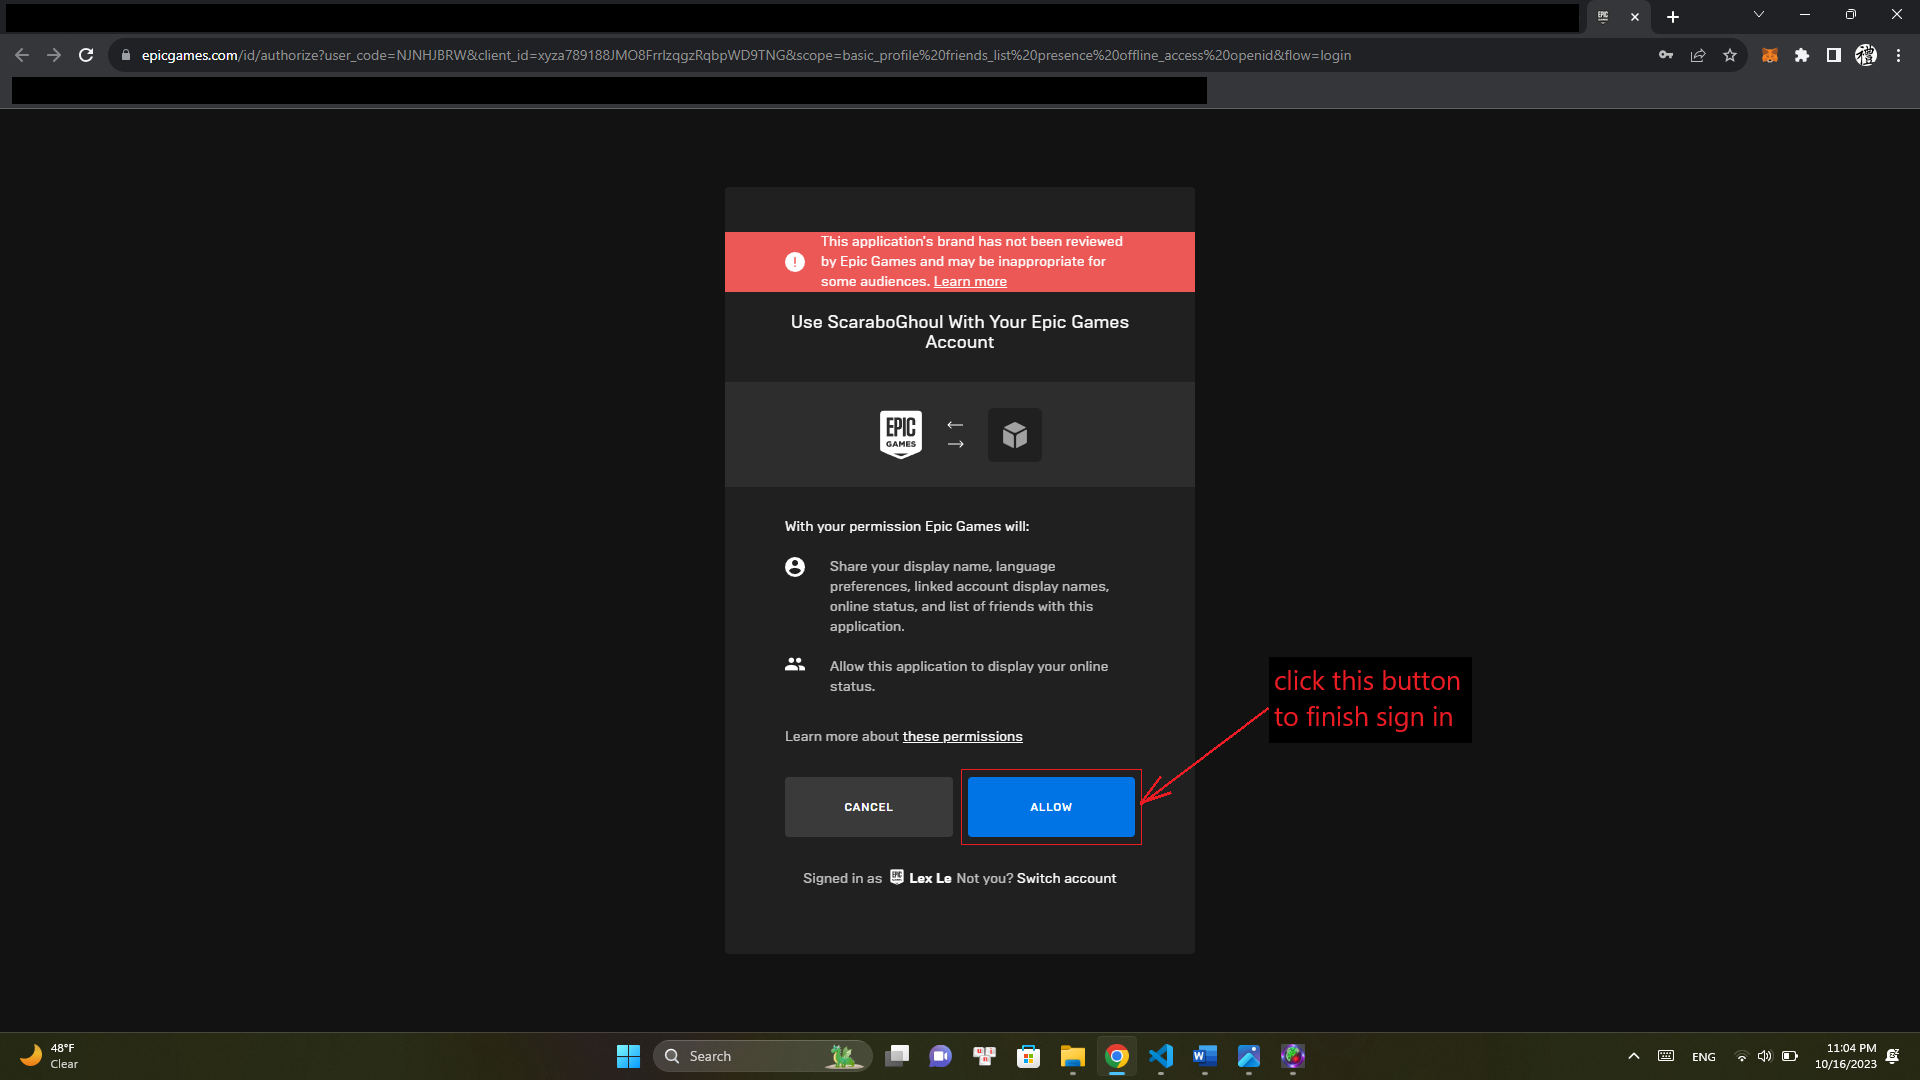 epicgames.com/id/authorize?user_code=NJNHJBRW&client_id=xyza789188JMO8FrrlzqgzRqbpWD9TNG&scope=basic_profile%20friends_list%20presence%20offline_access%20openid&flow=login
This application's brand has not been reviewed
by Epic Games and may be inappropriate for
some audiences. Learn more
Use ScaraboGhoul With Your Epic Games
Account
EPIC
GAMES
With your permission Epic Games will:
Share your display name, language
preferences, linked account display names,
online status, and list of friends with this
application.
Allow this application to display your online
status.
click this button
to finish sign in
Learn more about these permissions
CANCEL
ALLOW
Signed in as Lex Le Not you? Switch account
48°F
Clear
Search
ENG
11:04 PM
10/16/2023